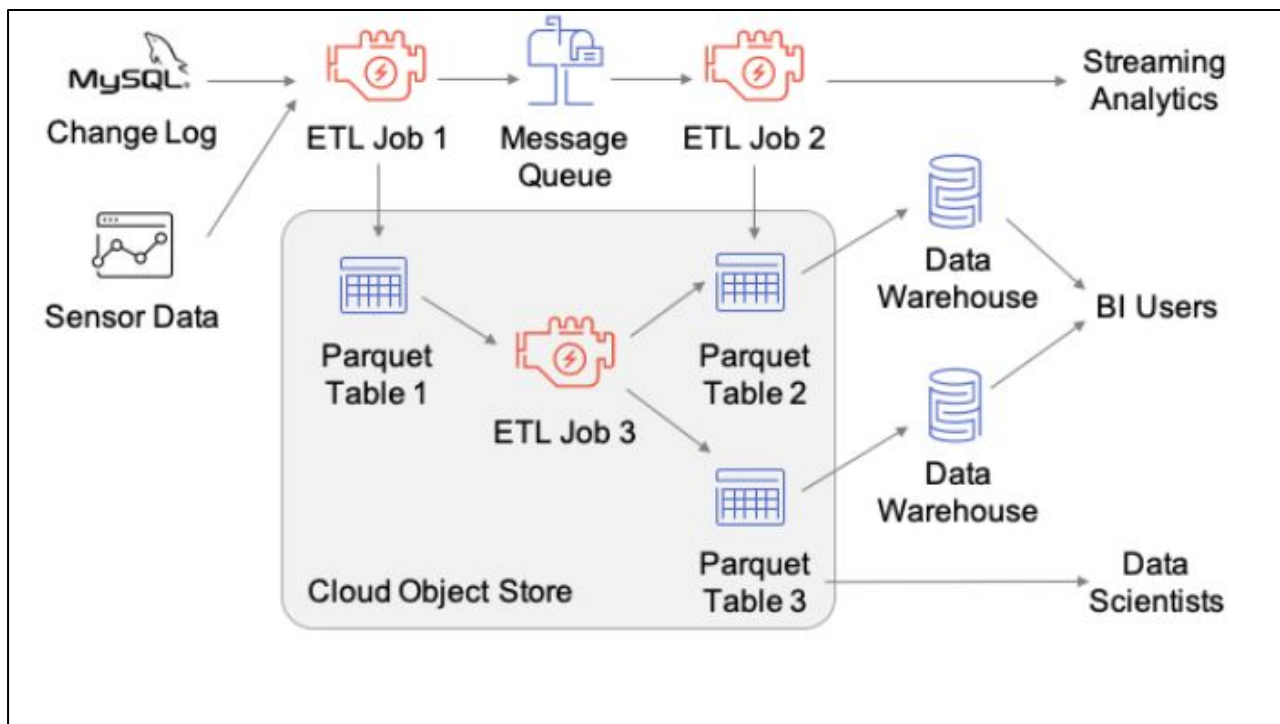 MySQL®
Change Log
ETL Job 1
Message
Queue
ETL Job 2
Streaming
Analytics
Sensor Data
Parquet
Table 1
ETL Job 3
Parquet
Table 2
Data
Warehouse
BI Users
Data
Warehouse
Cloud Object Store
Parquet
Table 3
Data
Scientists